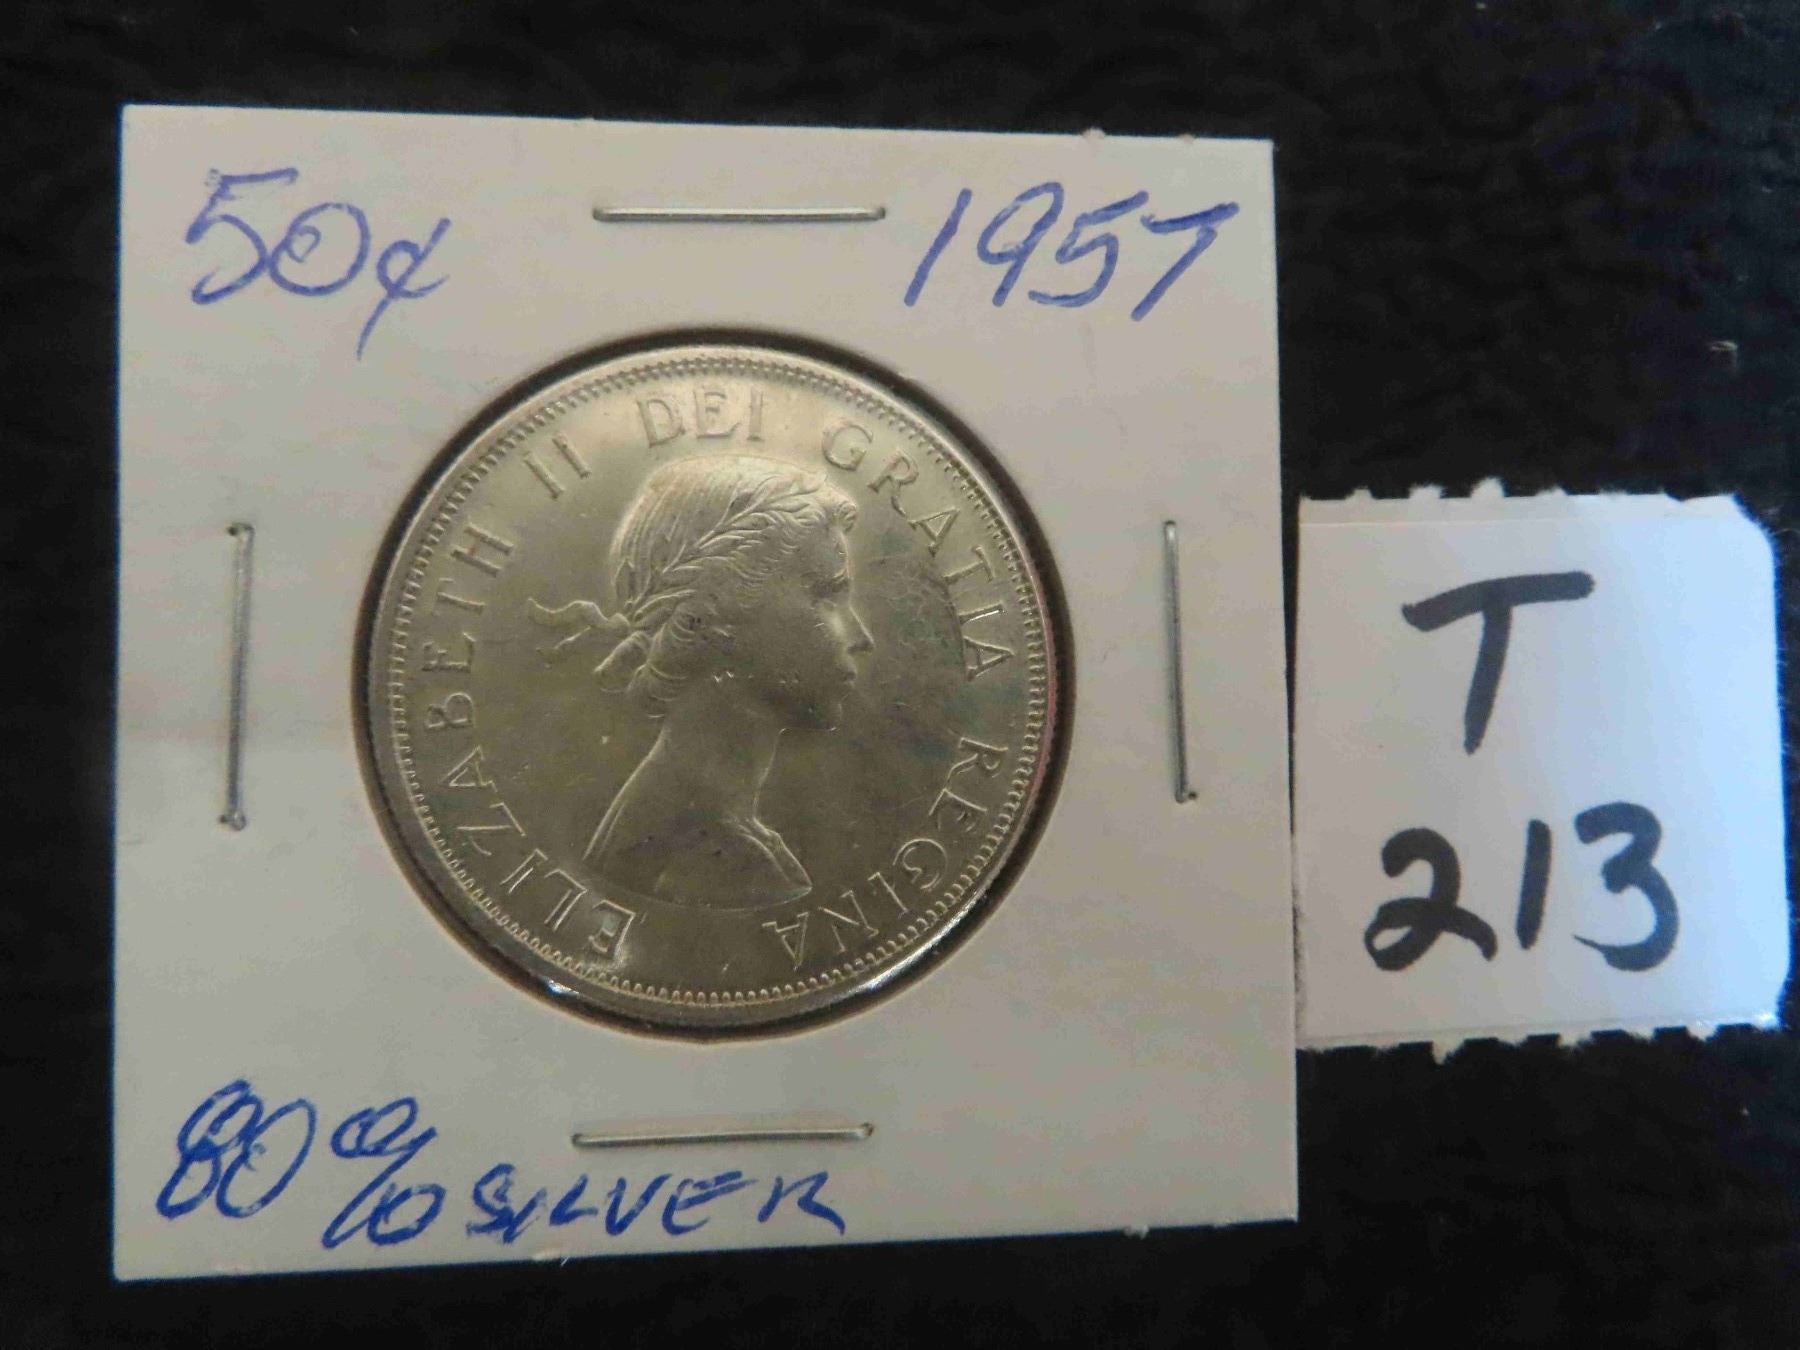 50¢ 1957
ELIZABETH II DEI GRATIA REGINA
80% SILVER
T
213